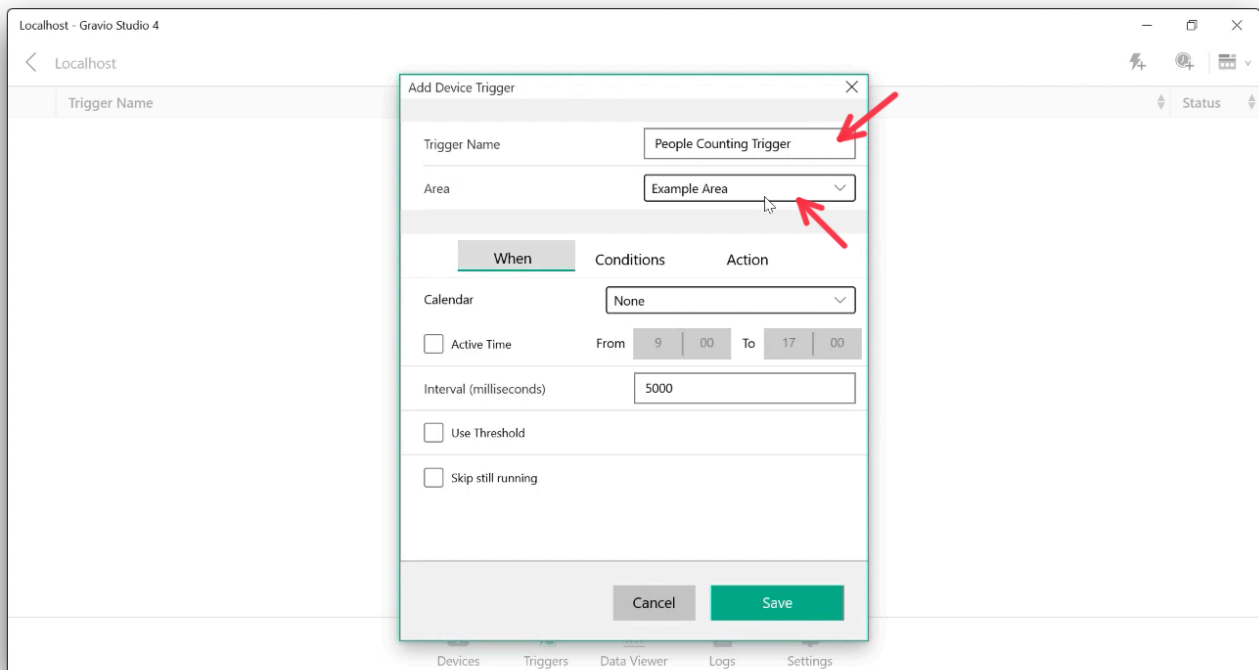 Localhost - Gravio Studio 4
Localhost
Trigger Name
Status
Add Device Trigger
Trigger Name
People Counting Trigger
Area
Example Area
When
Conditions
Action
Calendar
None
Active Time
From
9
00
To
17
00
Interval (milliseconds)
5000
Use Threshold
Skip still running
Cancel
Save
Devices
Triggers
Data Viewer
Logs
Settings